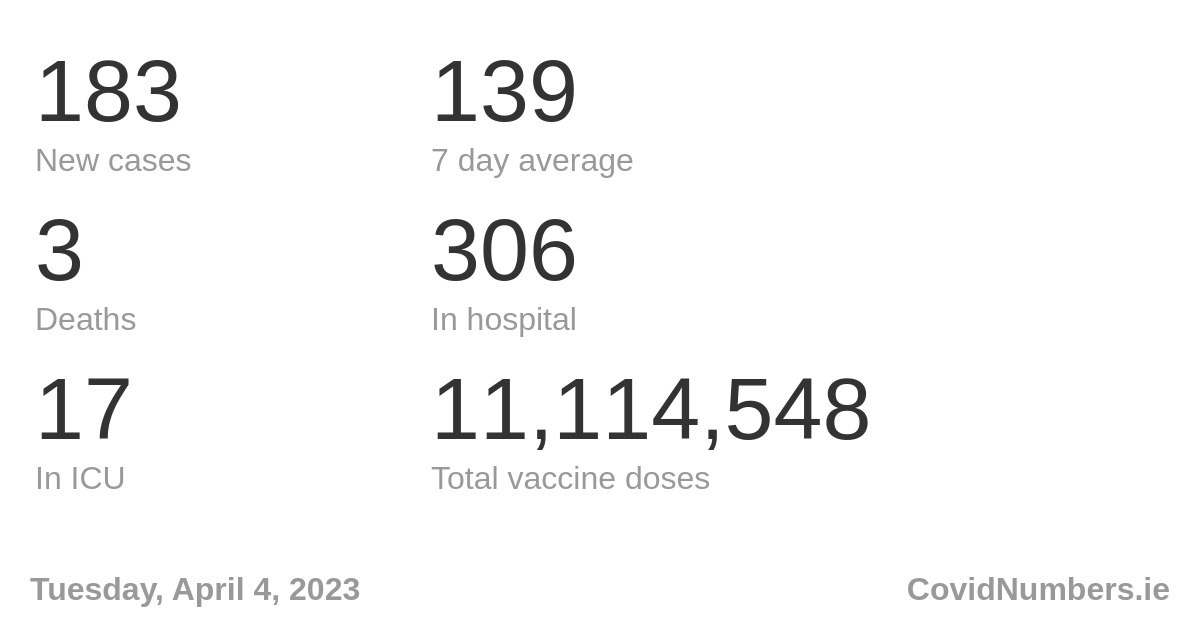 183
New cases
139
7 day average
3
Deaths
306
In hospital
17
In ICU
11,114,548
Total vaccine doses
Tuesday, April 4, 2023
CovidNumbers.ie